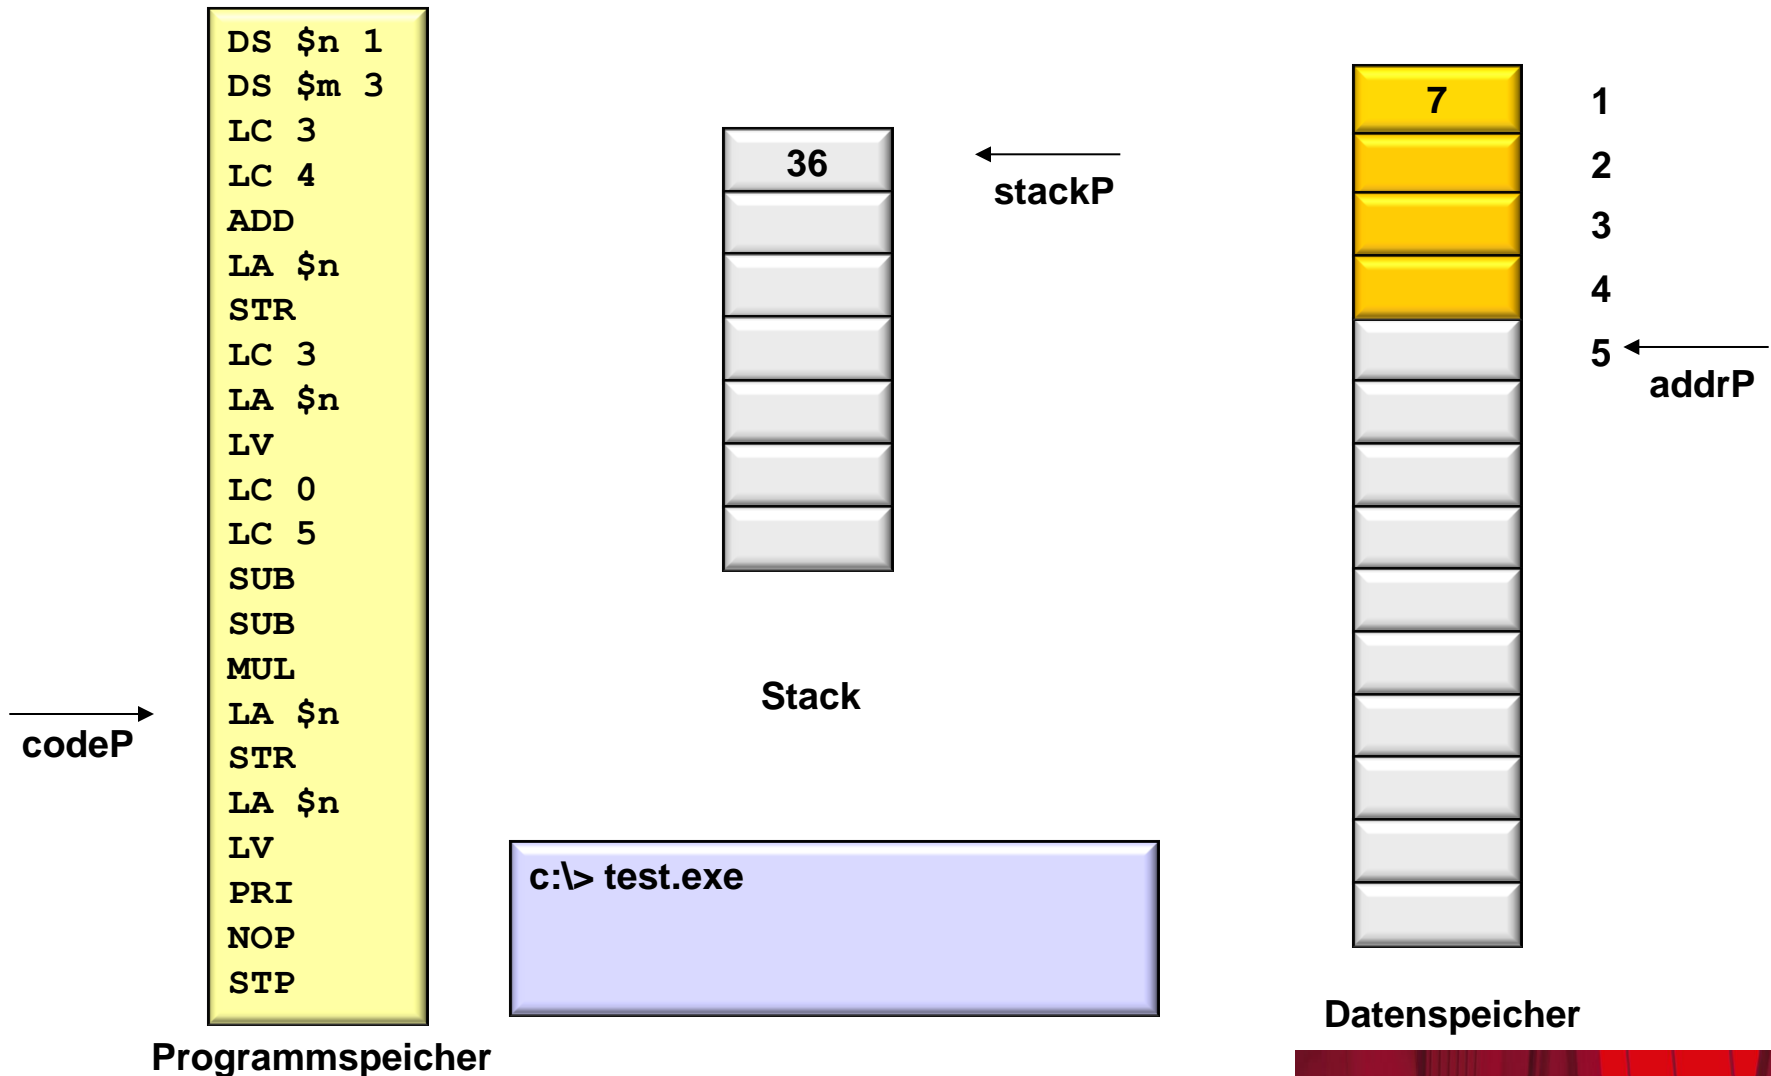 DS $n 1
DS $m 3
LC 3
LC 4
ADD
LA $n
STR
LC 3
LA $n
LV
LC 0
LC 5
SUB
SUB
MUL
LA $n
STR
LA $n
LV
PRI
NOP
STP
codeP
Programmspeicher
36
stackP
Stack
c:\> test.exe
7
1
2
3
4
5
addrP
Datenspeicher